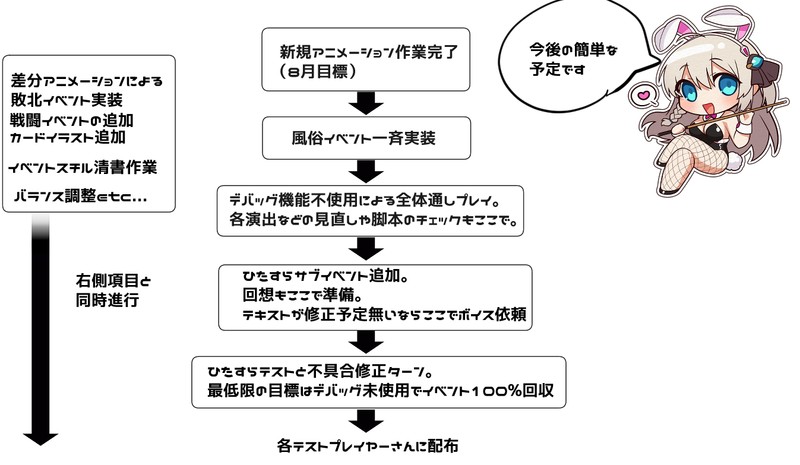 今後の簡単な
予定です
新規アニメーション作業完了
(8月目標)
風俗イベント一斉実装
デバッグ機能不使用による全体通しプレイ。
各演出などの見直しや脚本のチェックもここで。
ひたすらサブイベント追加。
回想もここで準備。
テキストが修正予定無いならここでボイス依頼
ひたすらテストと不具合修正ターン。
最低限の目標はデバッグ未使用でイベント100%回収
各テストプレイヤーさんに配布
差分アニメーションによる
敗北イベント実装
戦闘イベントの追加
カードイラスト追加
イベントスチル清書作業
バランス調整etc...
右側項目と
同時進行